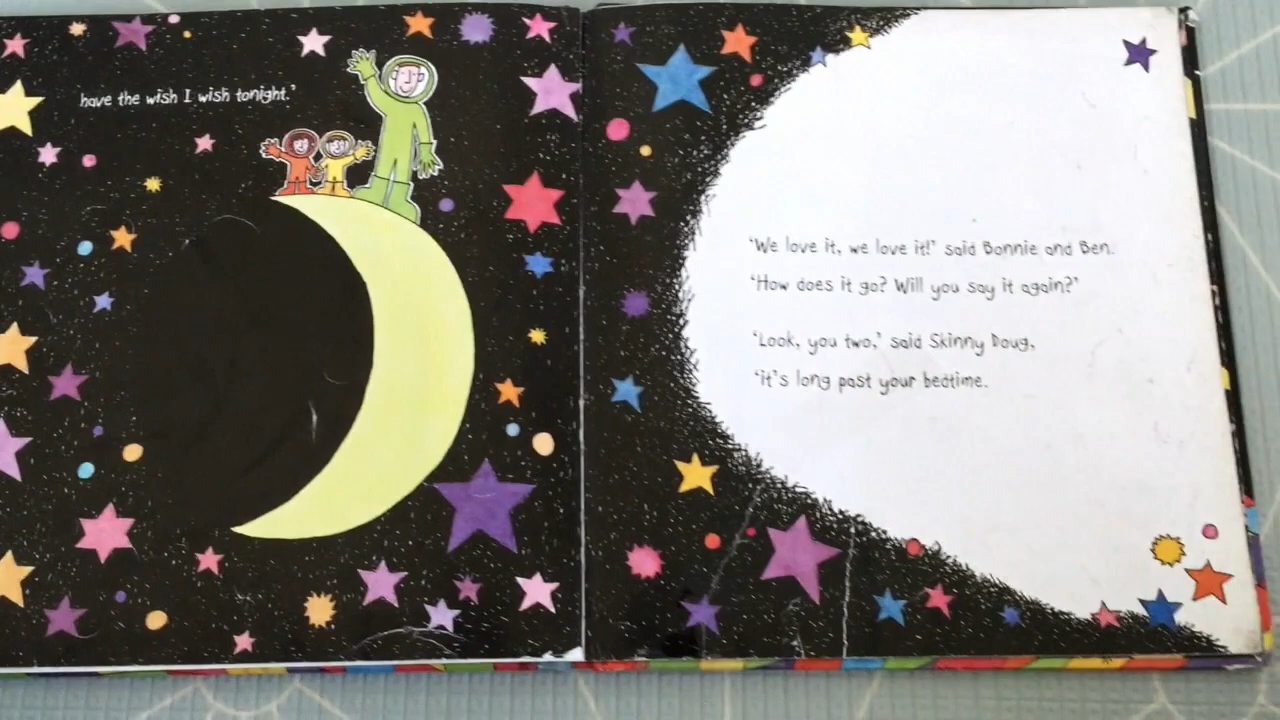 have the wish I wish tonight.'
'We love it, we love it!' said Bonnie and Ben.
'How does it go? Will you say it again?'
'Look, you two,' said Skinny Doug,
'it's long past your bedtime.